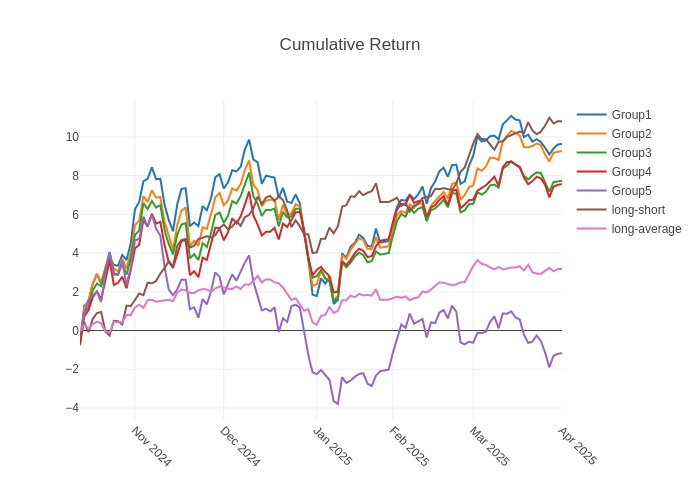 Cumulative Return
10
8
6
4
2
0
−2
−4
Nov 2024
Dec 2024
Jan 2025
Feb 2025
Mar 2025
Apr 2025
Group1
Group2
Group3
Group4
Group5
long-short
long-average